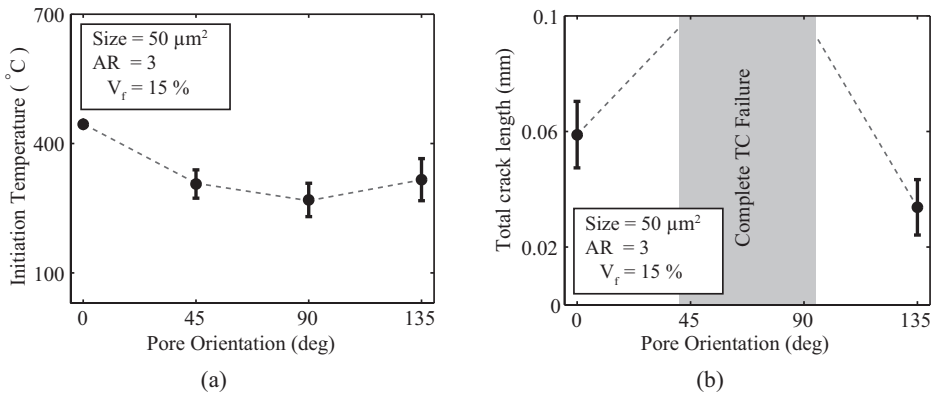 700
400
100
Initiation Temperature (°C)
Size = 50 µm²
AR = 3
V_f = 15 %
0 45 90 135
Pore Orientation (deg)
(a)
0.1
0.06
0.02
0
Total crack length (mm)
Complete TC Failure
Size = 50 µm²
AR = 3
V_f = 15 %
0 45 90 135
Pore Orientation (deg)
(b)